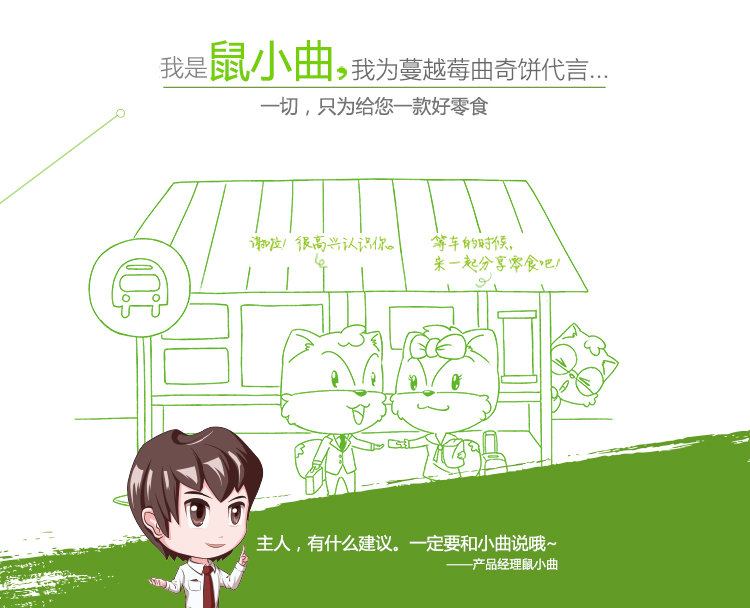 我是鼠小曲,我为蔓越莓曲奇饼代言...
一切，只为给您一款好零食
谢啦！很高兴认识你。
等车的时候,
来一起分享零食吧！
主人，有什么建议。一定要和小曲说哦~
——产品经理鼠小曲